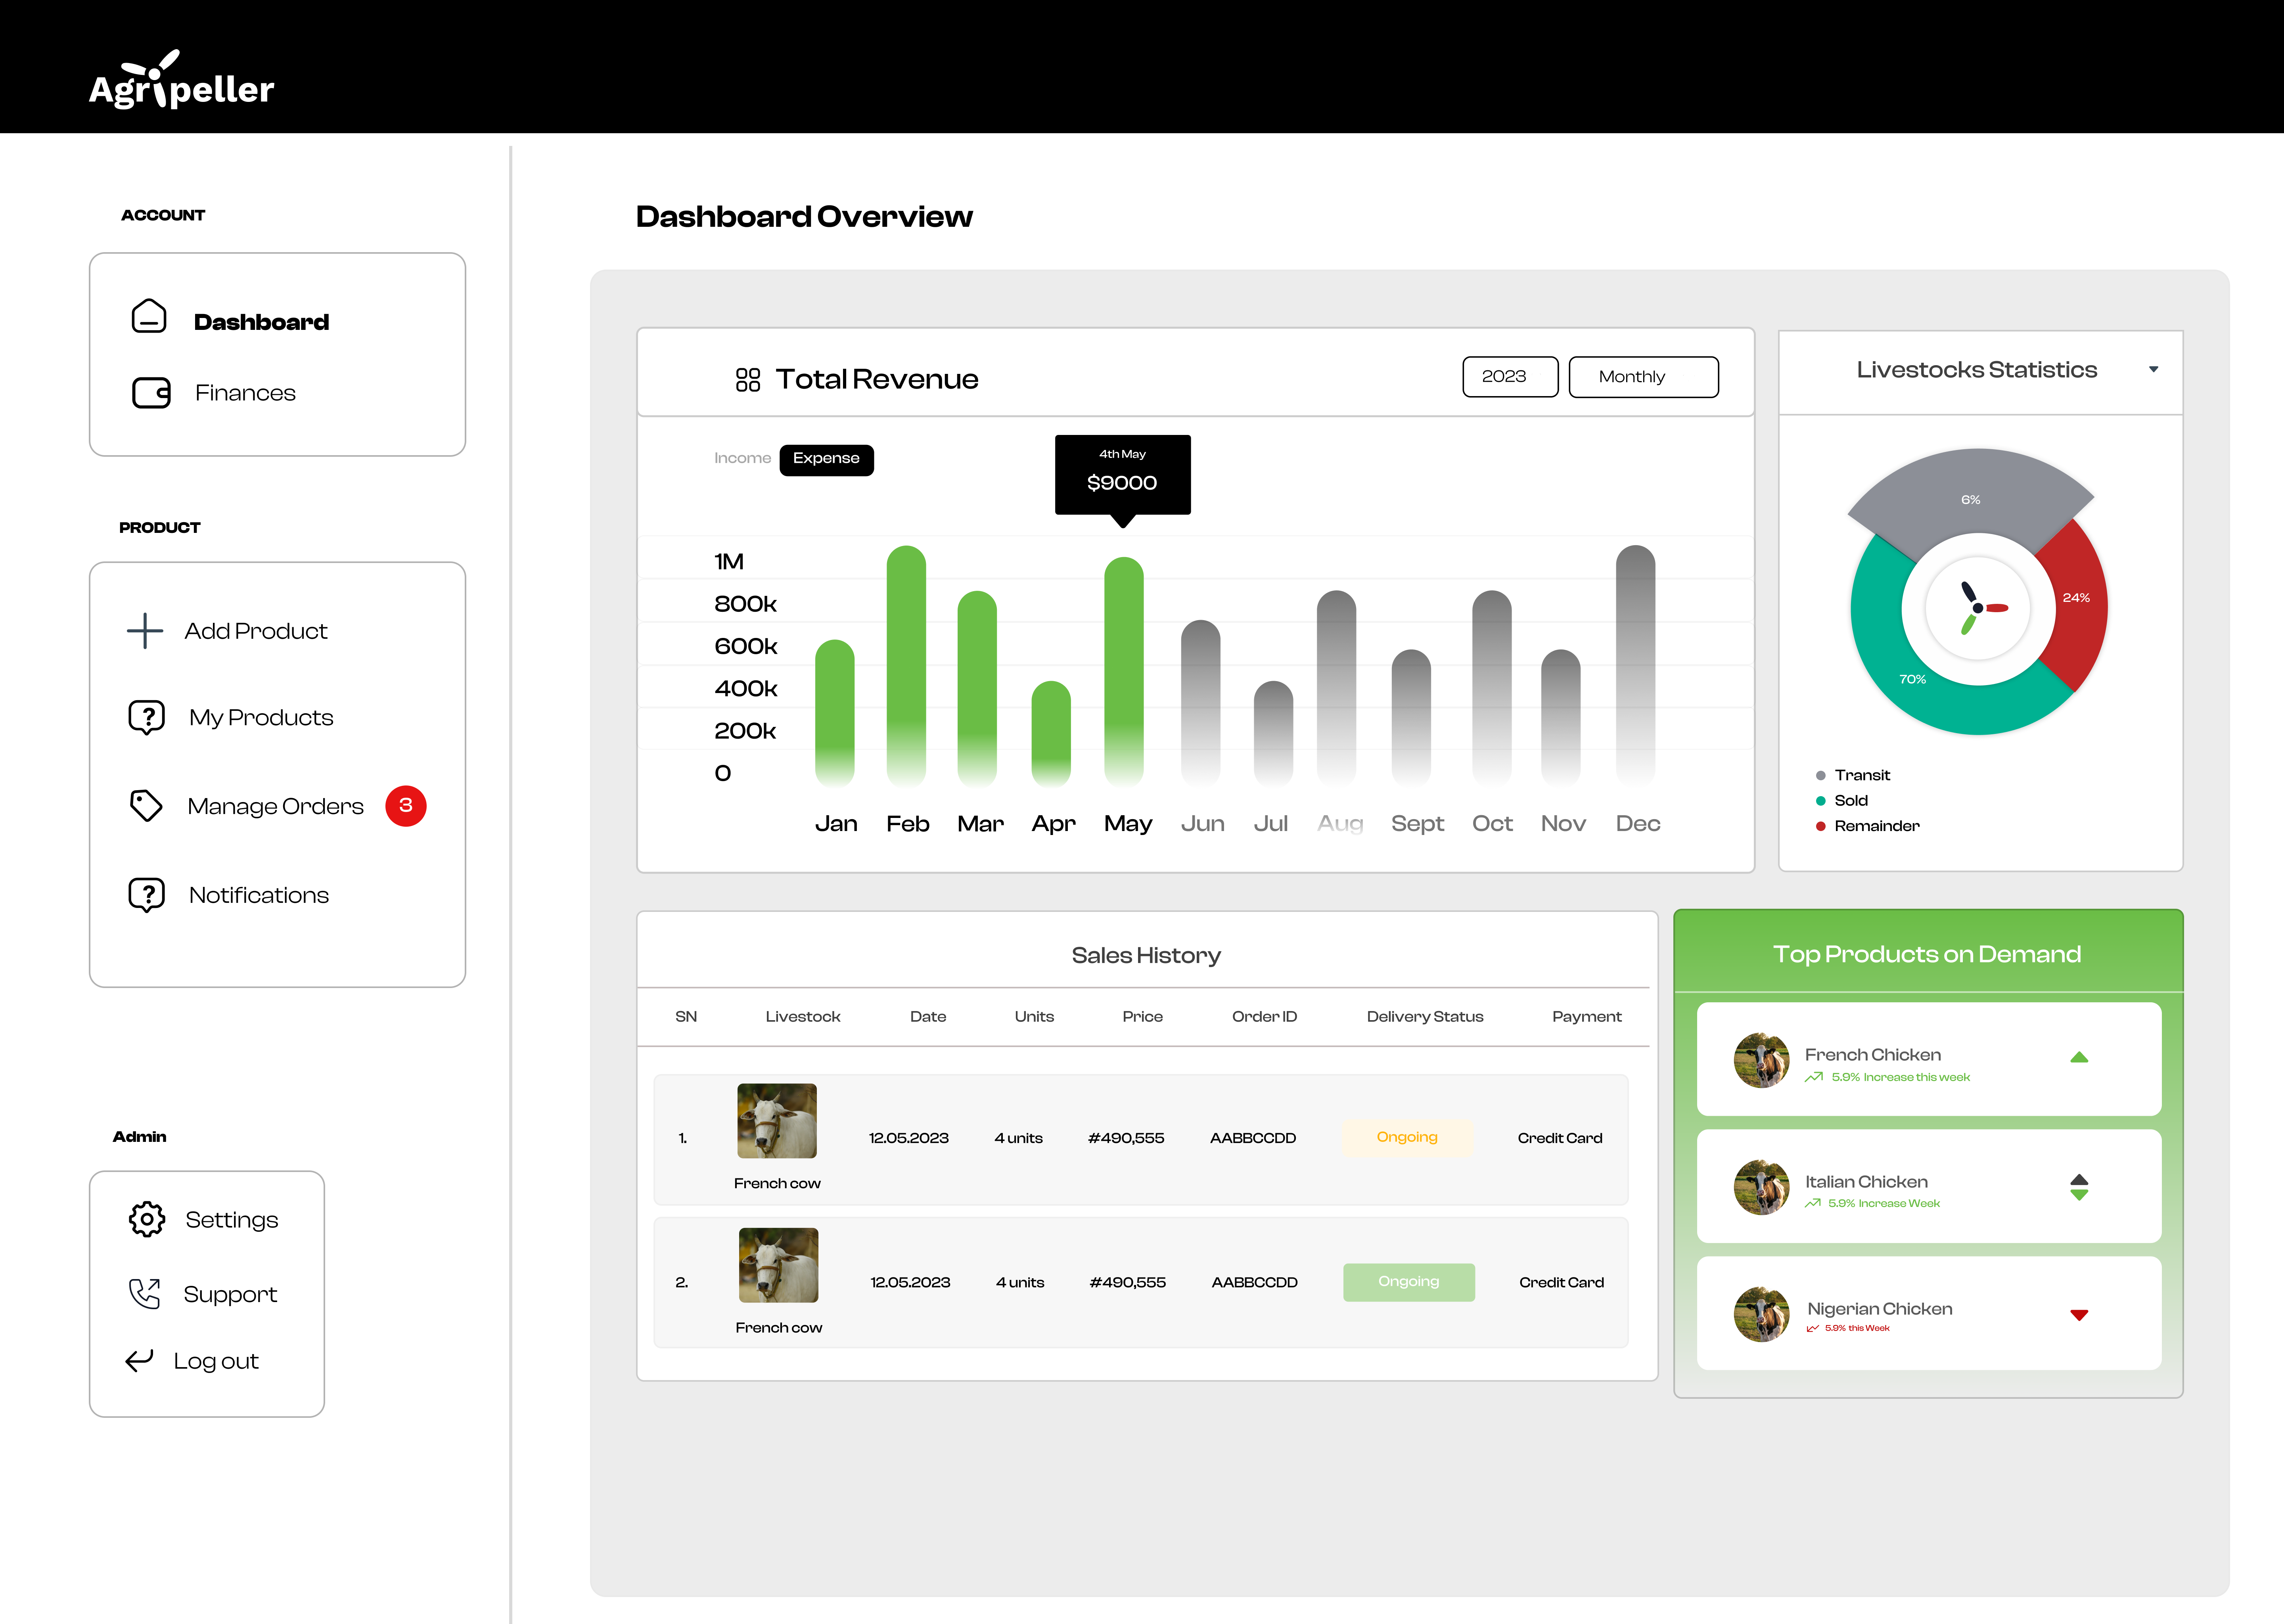 Agripeller
ACCOUNT
Dashboard
Finances
PRODUCT
Add Product
My Products
Manage Orders 3
Notifications
Admin
Settings
Support
Log out
Dashboard Overview
Total Revenue
2023 Monthly
Income Expense
4th May
$9000
1M
800k
600k
400k
200k
0
Jan Feb Mar Apr May Jun Jul Aug Sept Oct Nov Dec
Livestocks Statistics
6%
24%
70%
Transit
Sold
Remainder
Sales History
SN Livestock Date Units Price Order ID Delivery Status Payment
1. 12.05.2023 4 units #490,555 AABBCCDD Ongoing Credit Card
French cow
2. 12.05.2023 4 units #490,555 AABBCCDD Ongoing Credit Card
French cow
Top Products on Demand
French Chicken
5.9% Increase this week
Italian Chicken
5.9% Increase Week
Nigerian Chicken
5.9% this Week